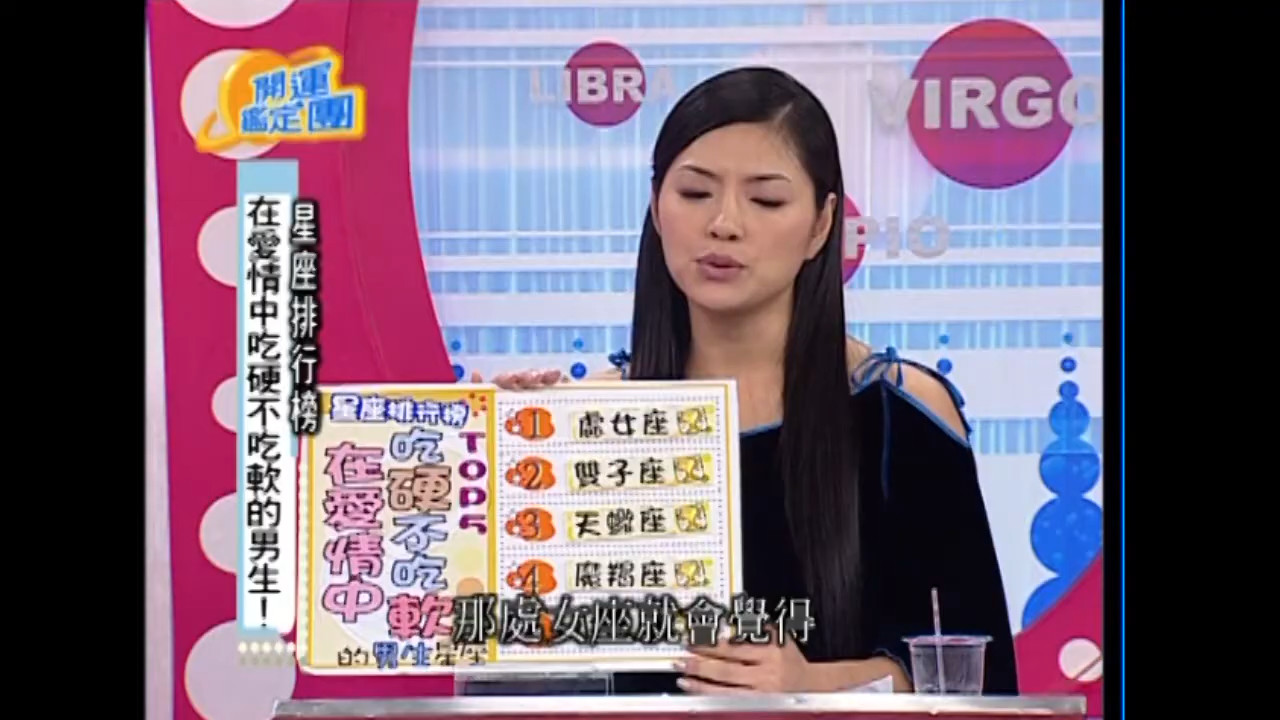 開運
鑑定團
星座排行榜
在愛情中吃硬不吃軟的男生！
LIBRA
VIRGO
PIO
星座排行榜
TOP5
在愛情中
吃硬不吃軟
的男生星座
1 處女座
2 雙子座
3 天蠍座
4 魔羯座
那處女座就會覺得